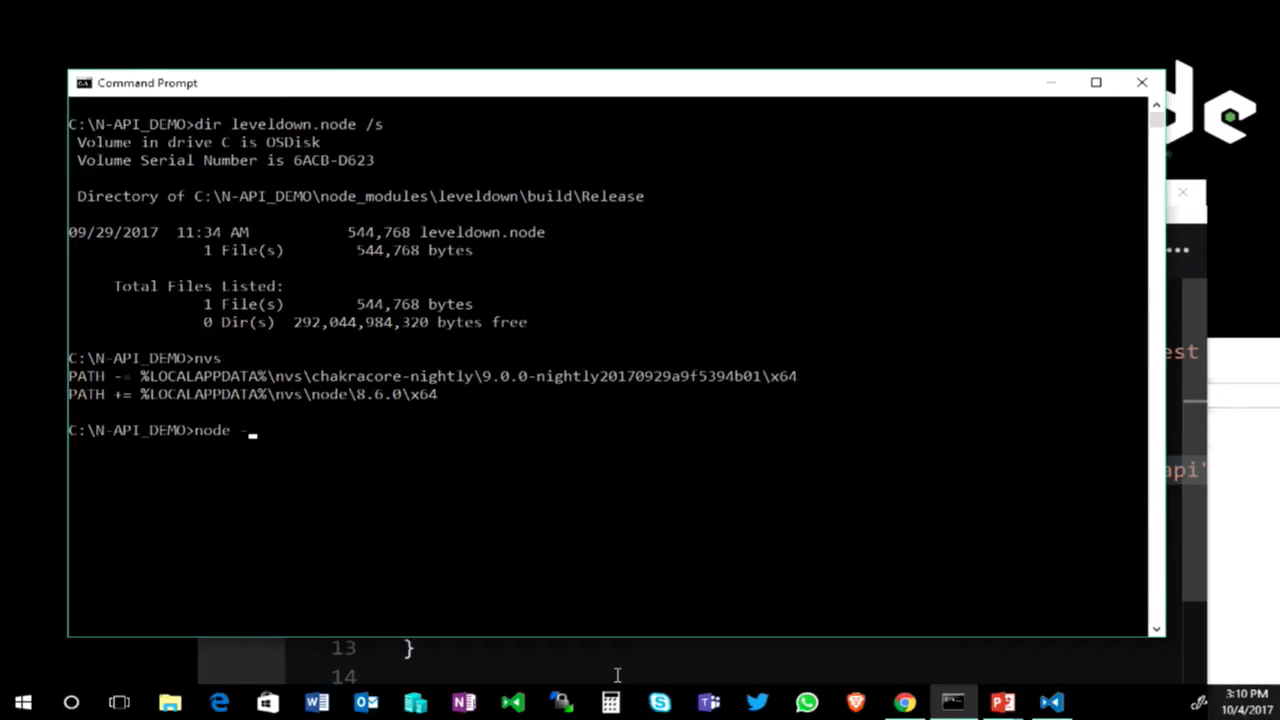 Command Prompt
C:\N-API_DEMO>dir leveldown.node /s
Volume in drive C is OSDisk
Volume Serial Number is 6ACB-D623
Directory of C:\N-API_DEMO\node_modules\leveldown\build\Release
09/29/2017  11:34 AM           544,768 leveldown.node
1 File(s)        544,768 bytes
Total Files Listed:
1 File(s)        544,768 bytes
0 Dir(s)  292,044,984,320 bytes free
C:\N-API_DEMO>nvs
PATH -= %LOCALAPPDATA%\nvs\chakracore-nightly\9.0.0-nightly20170929a9f5394b01\x64
PATH += %LOCALAPPDATA%\nvs\node\8.6.0\x64
C:\N-API_DEMO>node -
de
est
api'
13 }
14
3:10 PM
10/4/2017